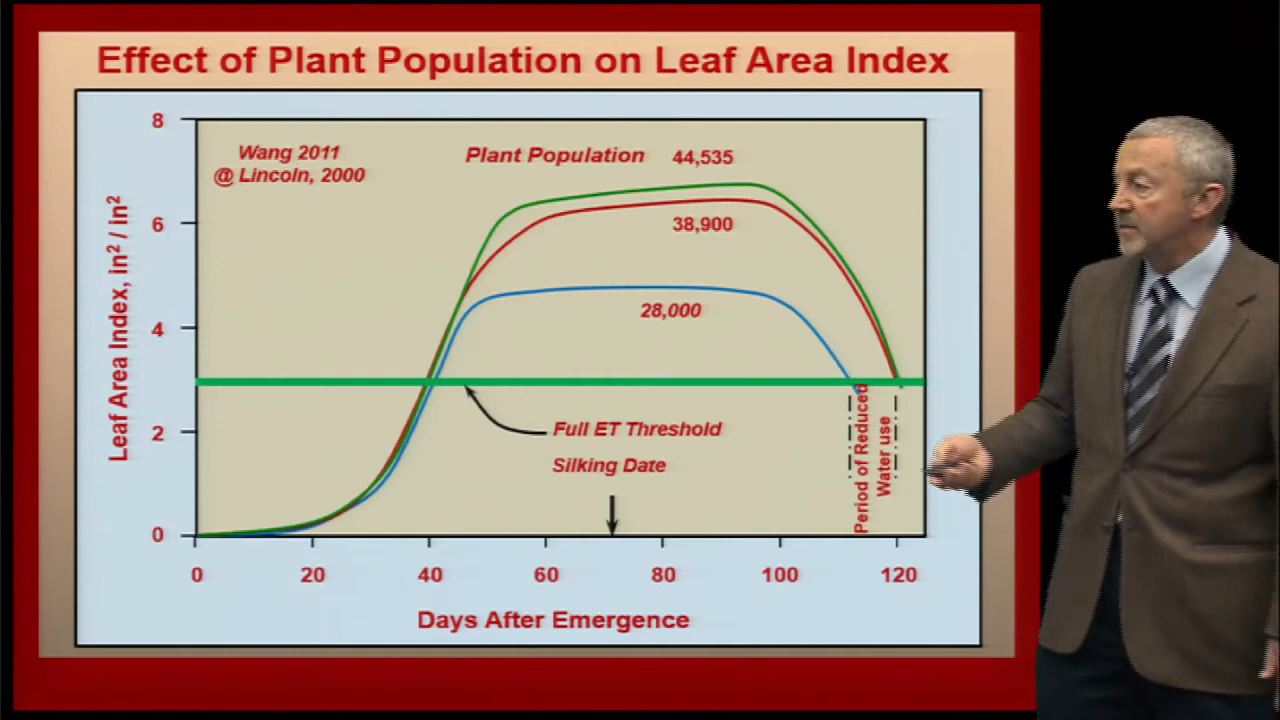 Effect of Plant Population on Leaf Area Index
8
Wang 2011
@ Lincoln, 2000
Plant Population 44,535
6
38,900
28,000
4
Leaf Area Index, in² / in²
Full ET Threshold
2
Silking Date
Period of Reduced
Water use
0
0 20 40 60 80 100 120
Days After Emergence